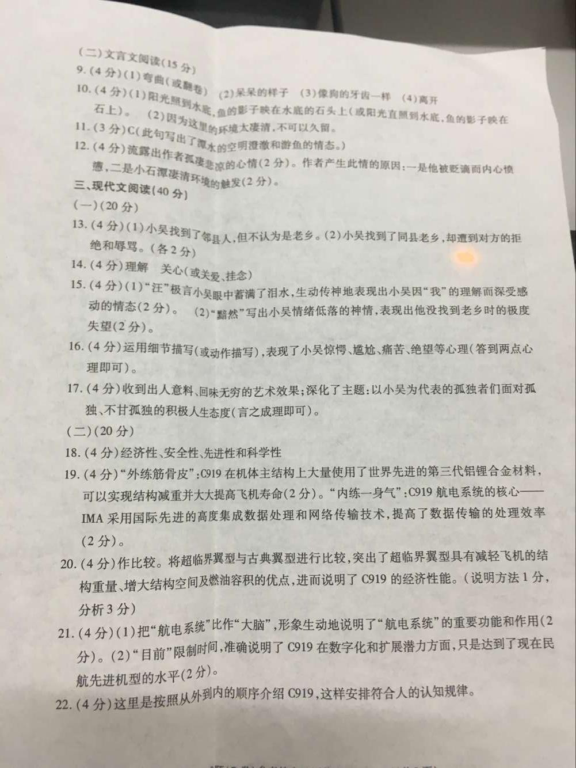 (二)文言文阅读(15分)
9.(4分)(1)弯曲(或翻卷) (2)呆呆的样子 (3)像狗的牙齿一样 (4)离开
10.(4分)(1)阳光照到水底,鱼的影子映在水底的石头上(或阳光直照到水底,鱼的影子映在
石上)。 (2)因为这里的环境太凄清,不可以久留。
11.(3分)C(此句写出了潭水的空明澄澈和游鱼的情态。)
12.(4分)流露出作者孤凄悲凉的心情(2分)。作者产生此情的原因:一是他被贬谪而内心愤
懑,二是小石潭凄清环境的触发(2分)。
三、现代文阅读(40分)
(一)(20分)
13.(4分)(1)小吴找到了邻县人,但不认为是老乡。(2)小吴找到了同县老乡,却遭到对方的拒
绝和辱骂。(各2分)
14.(4分)理解 关心(或关爱、挂念)
15.(4分)(1)“汪”极言小吴眼中蓄满了泪水,生动传神地表现出小吴因“我”的理解而深受感
动的情态(2分)。 (2)“黯然”写出小吴情绪低落的神情,表现出他没找到老乡时的极度
失望(2分)。
16.(4分)运用细节描写(或动作描写),表现了小吴惊愕、尴尬、痛苦、绝望等心理(答到两点心
理即可)。
17.(4分)收到出人意料、回味无穷的艺术效果;深化了主题:以小吴为代表的孤独者们面对孤
独、不甘孤独的积极人生态度(言之成理即可)。
(二)(20分)
18.(4分)经济性、安全性、先进性和科学性
19.(4分)“外练筋骨皮”:C919在机体主结构上大量使用了世界先进的第三代铝锂合金材料,
可以实现结构减重并大大提高飞机寿命(2分)。“内练一身气”:C919航电系统的核心——
IMA采用国际先进的高度集成数据处理和网络传输技术,提高了数据传输的处理效率
(2分)。
20.(4分)作比较。将超临界翼型与古典翼型进行比较,突出了超临界翼型具有减轻飞机的结
构重量、增大结构空间及燃油容积的优点,进而说明了C919的经济性能。(说明方法1分,
分析3分)
21.(4分)(1)把“航电系统”比作“大脑”,形象生动地说明了“航电系统”的重要功能和作用(2
分)。(2)“目前”限制时间,准确说明了C919在数字化和扩展潜力方面,只是达到了现在民
航先进机型的水平(2分)。
22.(4分)这里是按照从外到内的顺序介绍C919,这样安排符合人的认知规律。